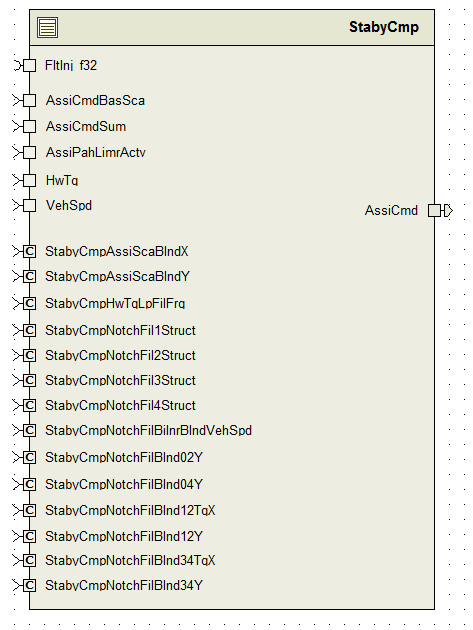 StabyCmp
FltInj_f32
AssiCmdBasSca
AssiCmdSum
AssiPahLimrActv
HwTq
VehSpd
AssiCmd
C StabyCmpAssiScaBlndX
C StabyCmpAssiScaBlndY
C StabyCmpHwTqLpFilFrq
C StabyCmpNotchFil1Struct
C StabyCmpNotchFil2Struct
C StabyCmpNotchFil3Struct
C StabyCmpNotchFil4Struct
C StabyCmpNotchFilBilnrBlndVehSpd
C StabyCmpNotchFilBlnd02Y
C StabyCmpNotchFilBlnd04Y
C StabyCmpNotchFilBlnd12TqX
C StabyCmpNotchFilBlnd12Y
C StabyCmpNotchFilBlnd34TqX
C StabyCmpNotchFilBlnd34Y